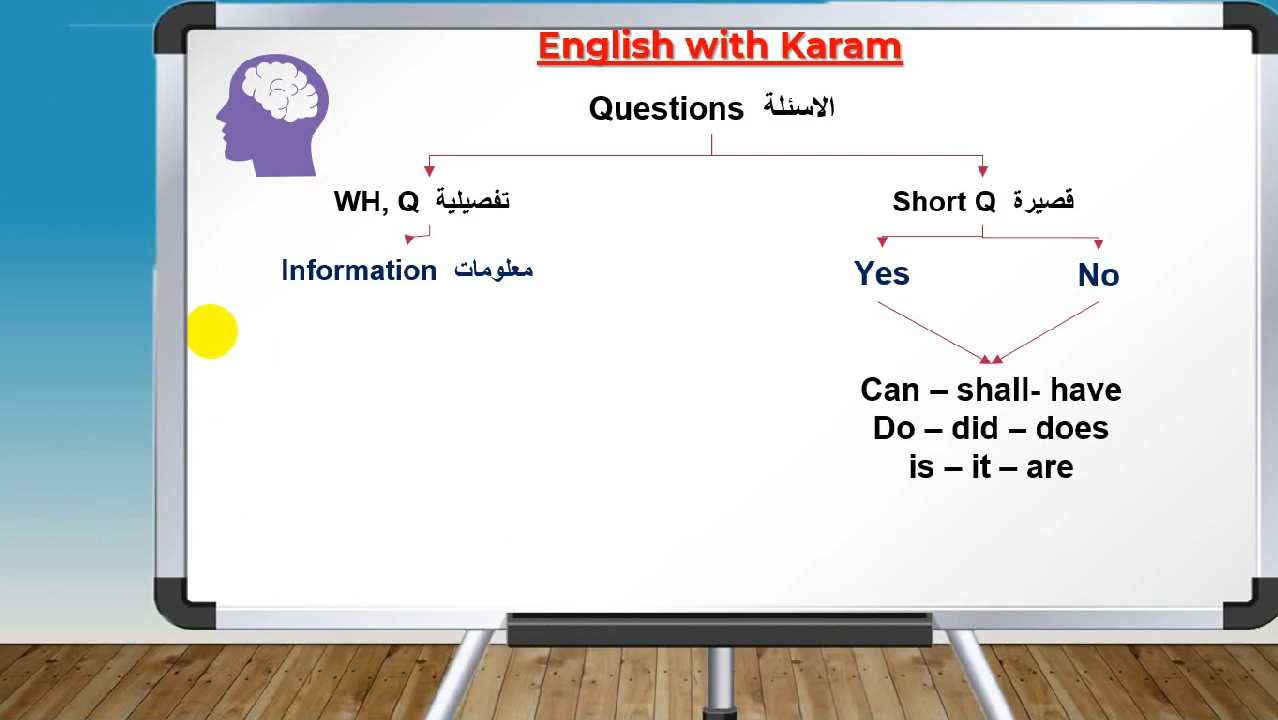 English with Karam
Questions الاسئلة
WH, Q تفصيلية
Short Q قصيرة
Information معلومات
Yes
No
Can – shall- have
Do – did – does
is – it – are